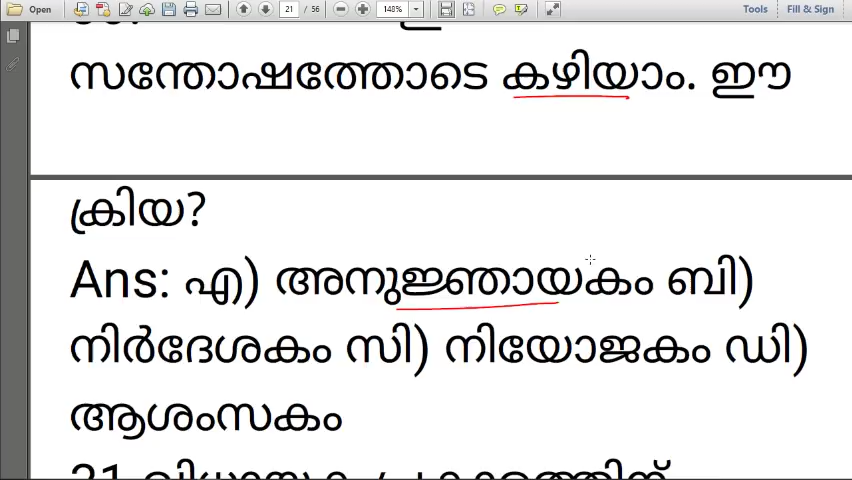 Open 21 / 56 148% Tools Fill & Sign
സന്തോഷത്തോടെ കഴിയാം. ഈ
ക്രിയ?
Ans: എ) അനുജ്ഞായകം ബി)
നിർദേശകം സി) നിയോജകം ഡി)
ആശംസകം